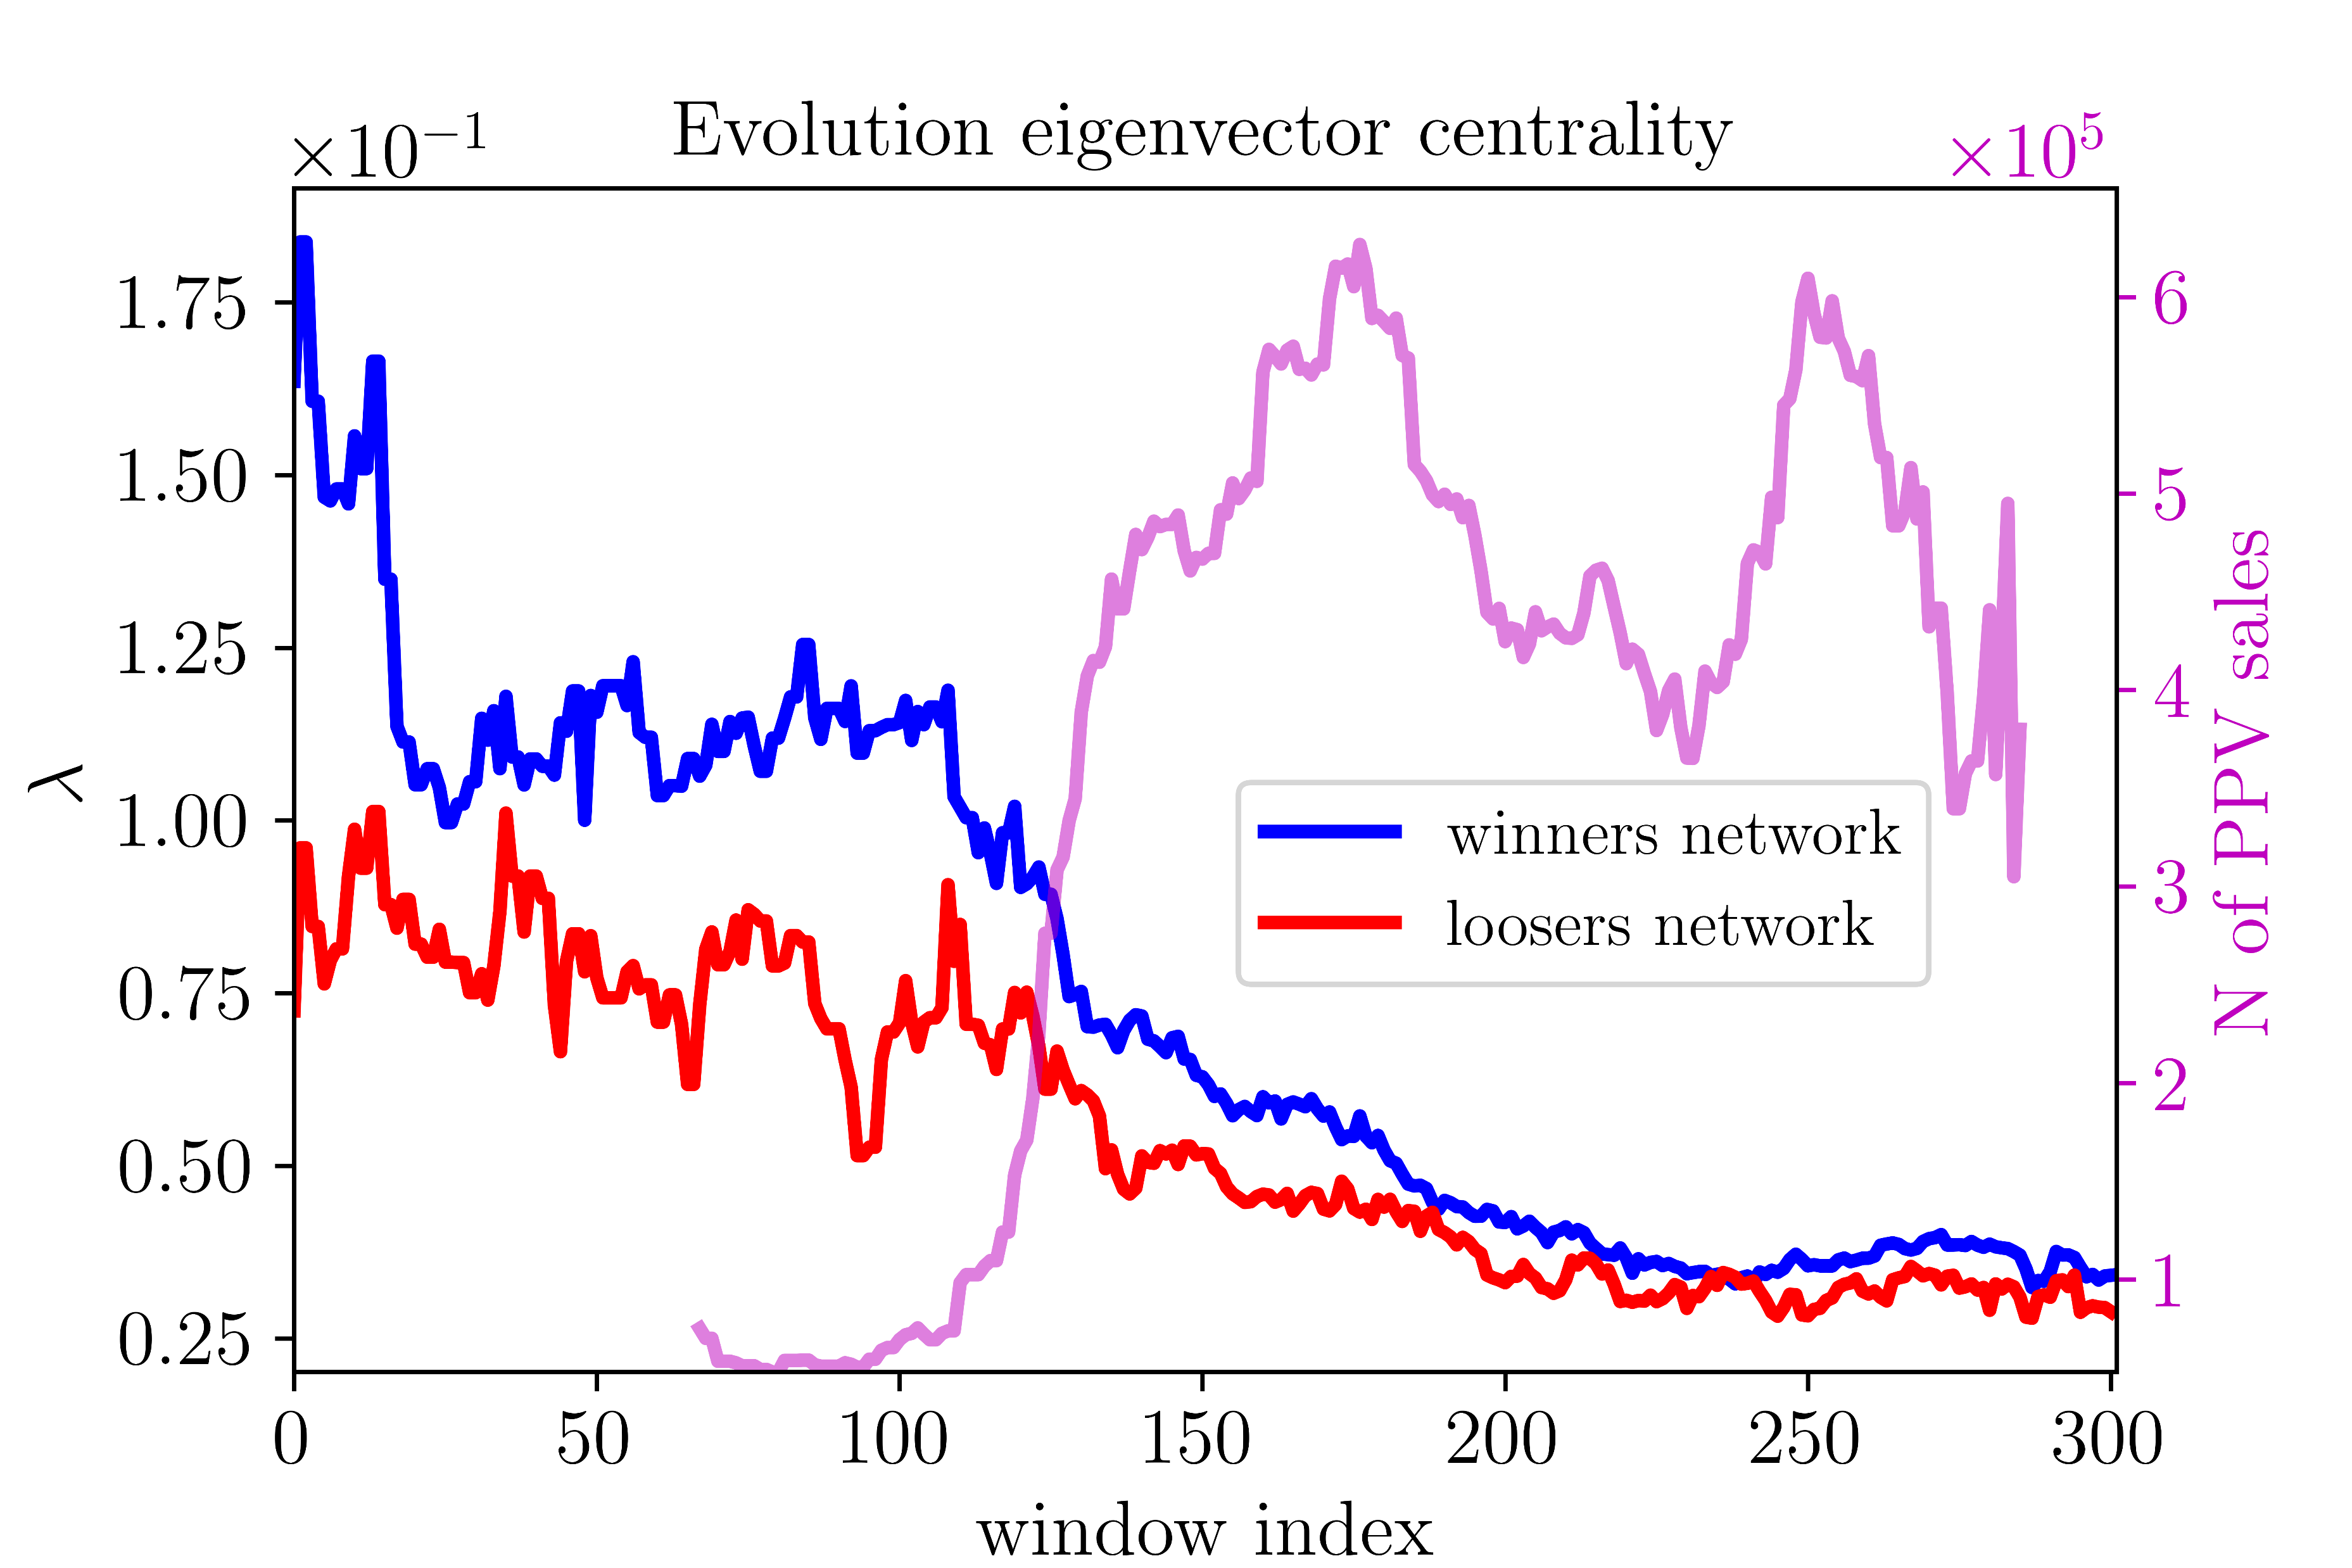 Evolution eigenvector centrality
×10⁻¹
×10⁵
1.75
1.50
1.25
1.00
0.75
0.50
0.25
λ
6
5
4
3
2
1
N of PPV sales
winners network
loosers network
0 50 100 150 200 250 300
window index